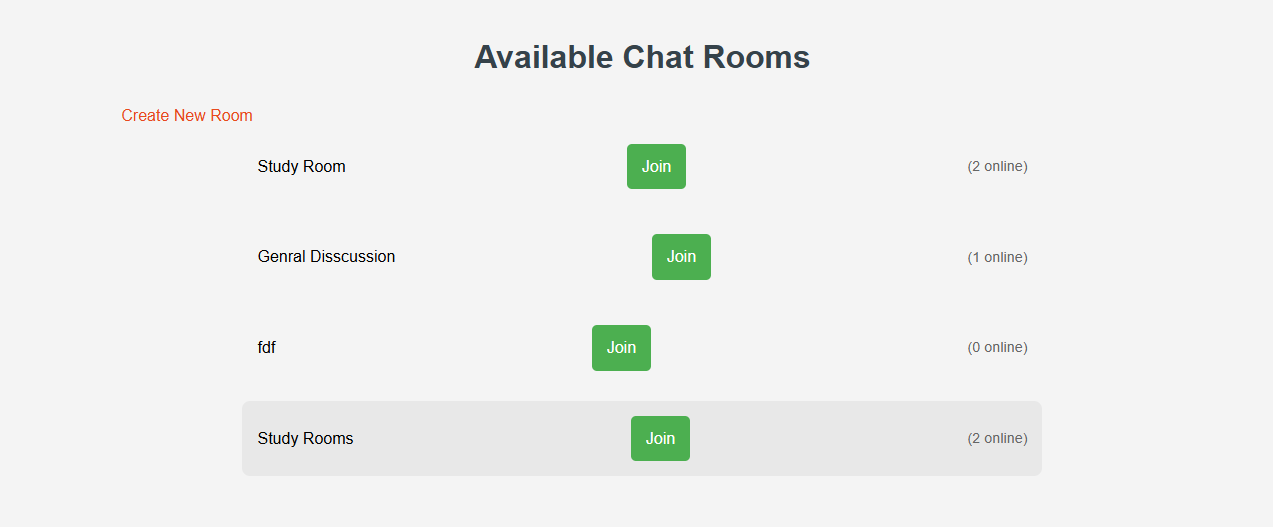 Available Chat Rooms
Create New Room
Study Room Join (2 online)
Genral Disscussion Join (1 online)
fdf Join (0 online)
Study Rooms Join (2 online)